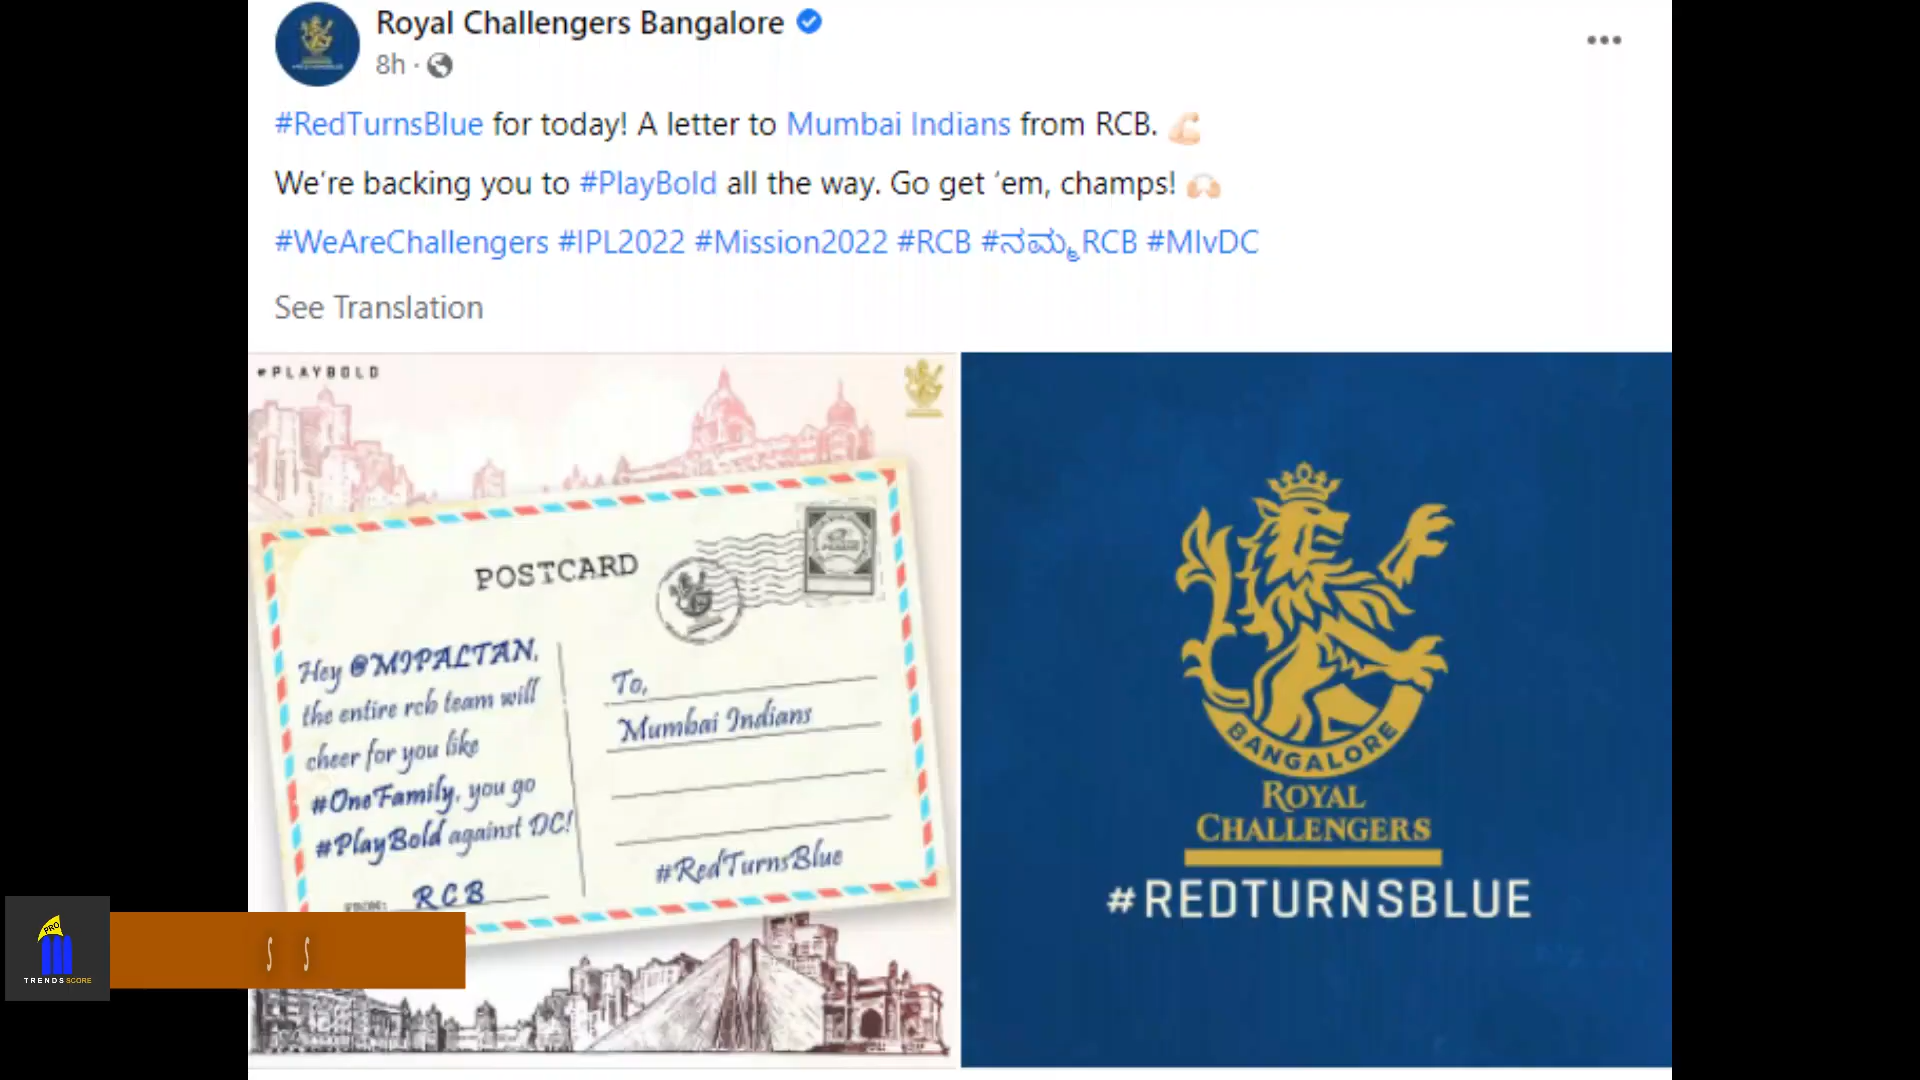 Royal Challengers Bangalore
8h ·
#RedTurnsBlue for today! A letter to Mumbai Indians from RCB.
We’re backing you to #PlayBold all the way. Go get ‘em, champs!
#WeAreChallengers #IPL2022 #Mission2022 #RCB #ನಮ್ಮRCB #MIvDC
See Translation
#PLAYBOLD
POSTCARD
Hey @MIPALTAN,
the entire rcb team will
cheer for you like
#OneFamily, you go
#PlayBold against DC!
FROM: RCB
To,
Mumbai Indians
#RedTurnsBlue
BANGALORE
ROYAL
CHALLENGERS
#REDTURNSBLUE
PRO
TRENDS SCORE